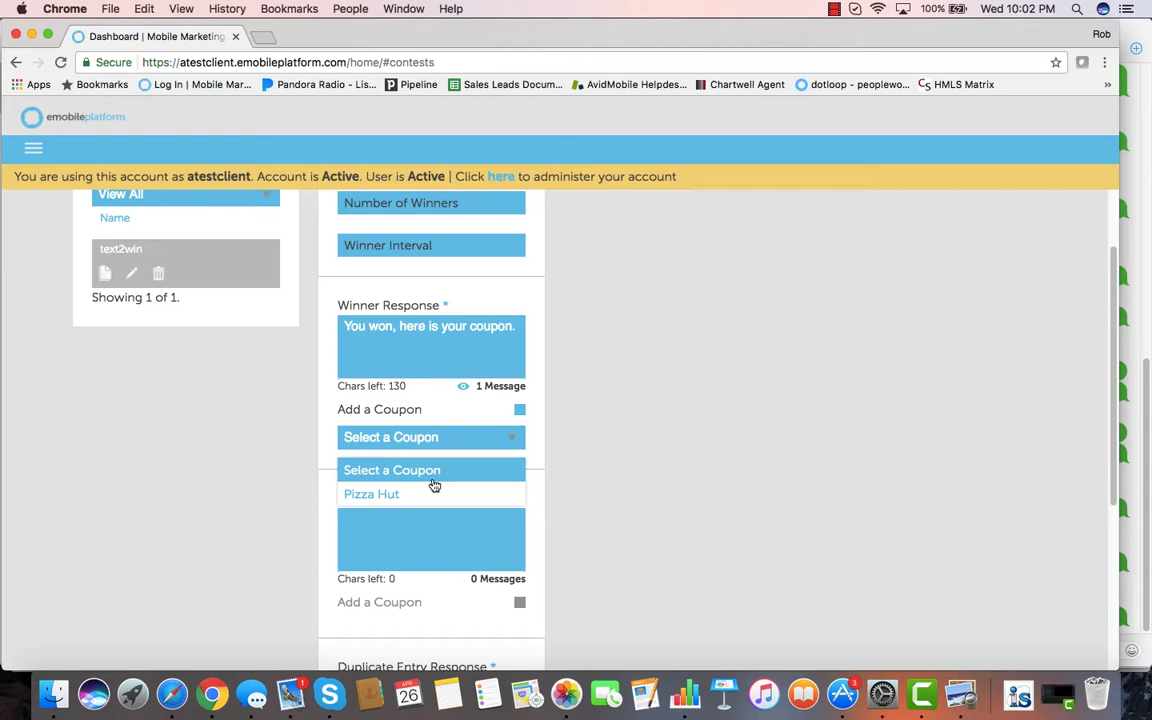 Chrome File Edit View History Bookmarks People Window Help 100% Wed 10:02 PM
Dashboard | Mobile Marketing × Rob
Secure https://atestclient.emobileplatform.com/home/#contests
Apps Bookmarks Log In | Mobile Mar... Pandora Radio - Lis... Pipeline Sales Leads Docum... AvidMobile Helpdes... Chartwell Agent dotloop - peoplewo... CS HMLS Matrix »
emobileplatform
You are using this account as atestclient. Account is Active. User is Active | Click here to administer your account
View All
Name
text2win
Showing 1 of 1.
Number of Winners
Winner Interval
Winner Response *
You won, here is your coupon.
Chars left: 130 1 Message
Add a Coupon
Select a Coupon
Select a Coupon
Pizza Hut
Chars left: 0 0 Messages
Add a Coupon
Duplicate Entry Response *
1
APR
26
3